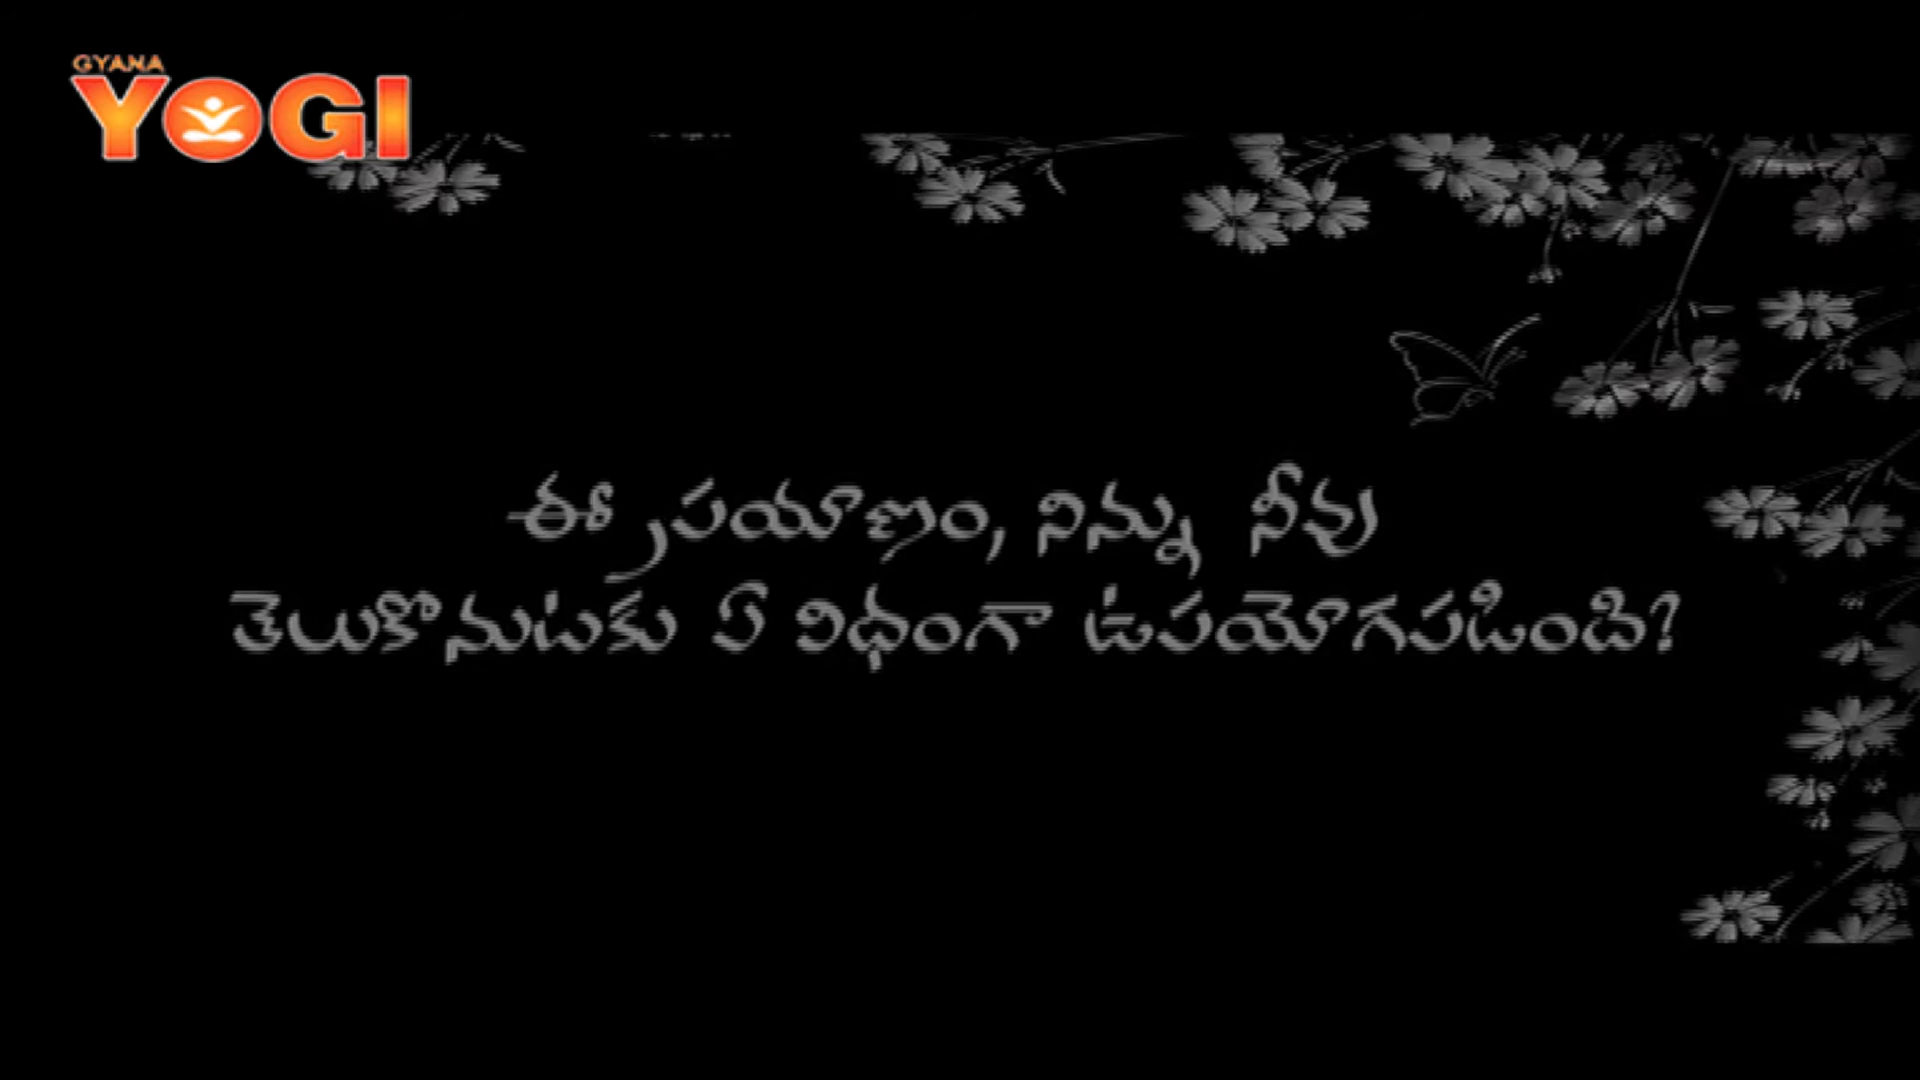 GYANA
YOGI
ఈ ప్రయాణం, నిన్ను నీవు
తెలుకొనుటకు ఏ విధంగా ఉపయోగపడింది?